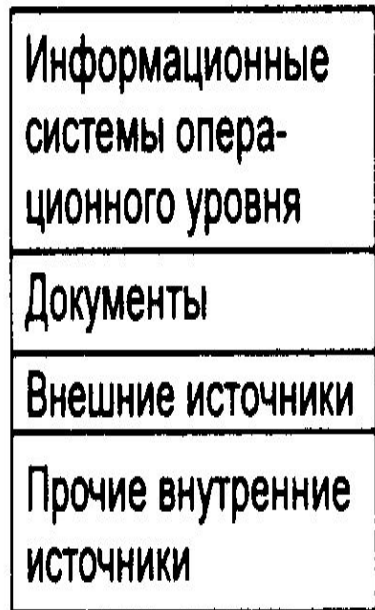 Информационные
системы опера-
ционного уровня
Документы
Внешние источники
Прочие внутренние
источники